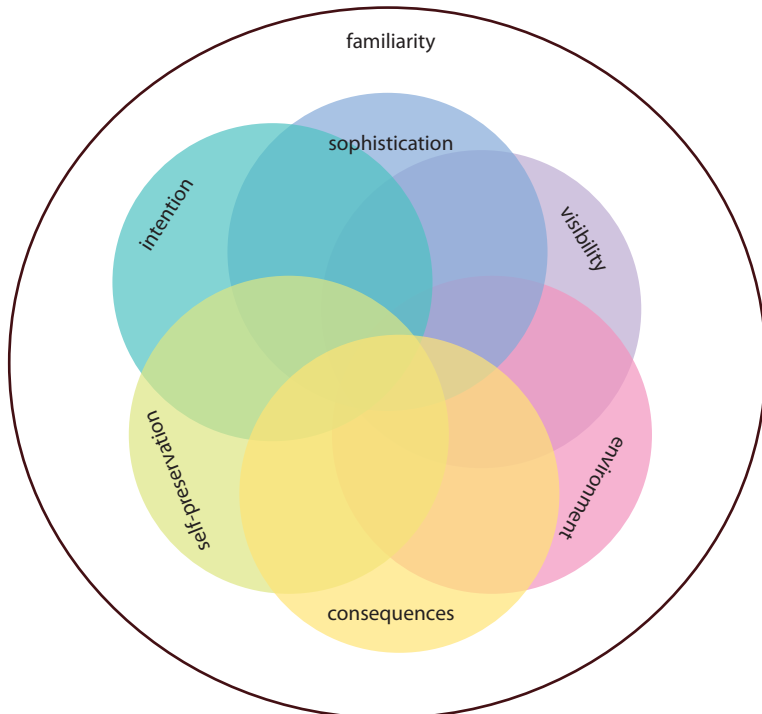 familiarity
sophistication
intention
visibility
self-preservation
environment
consequences